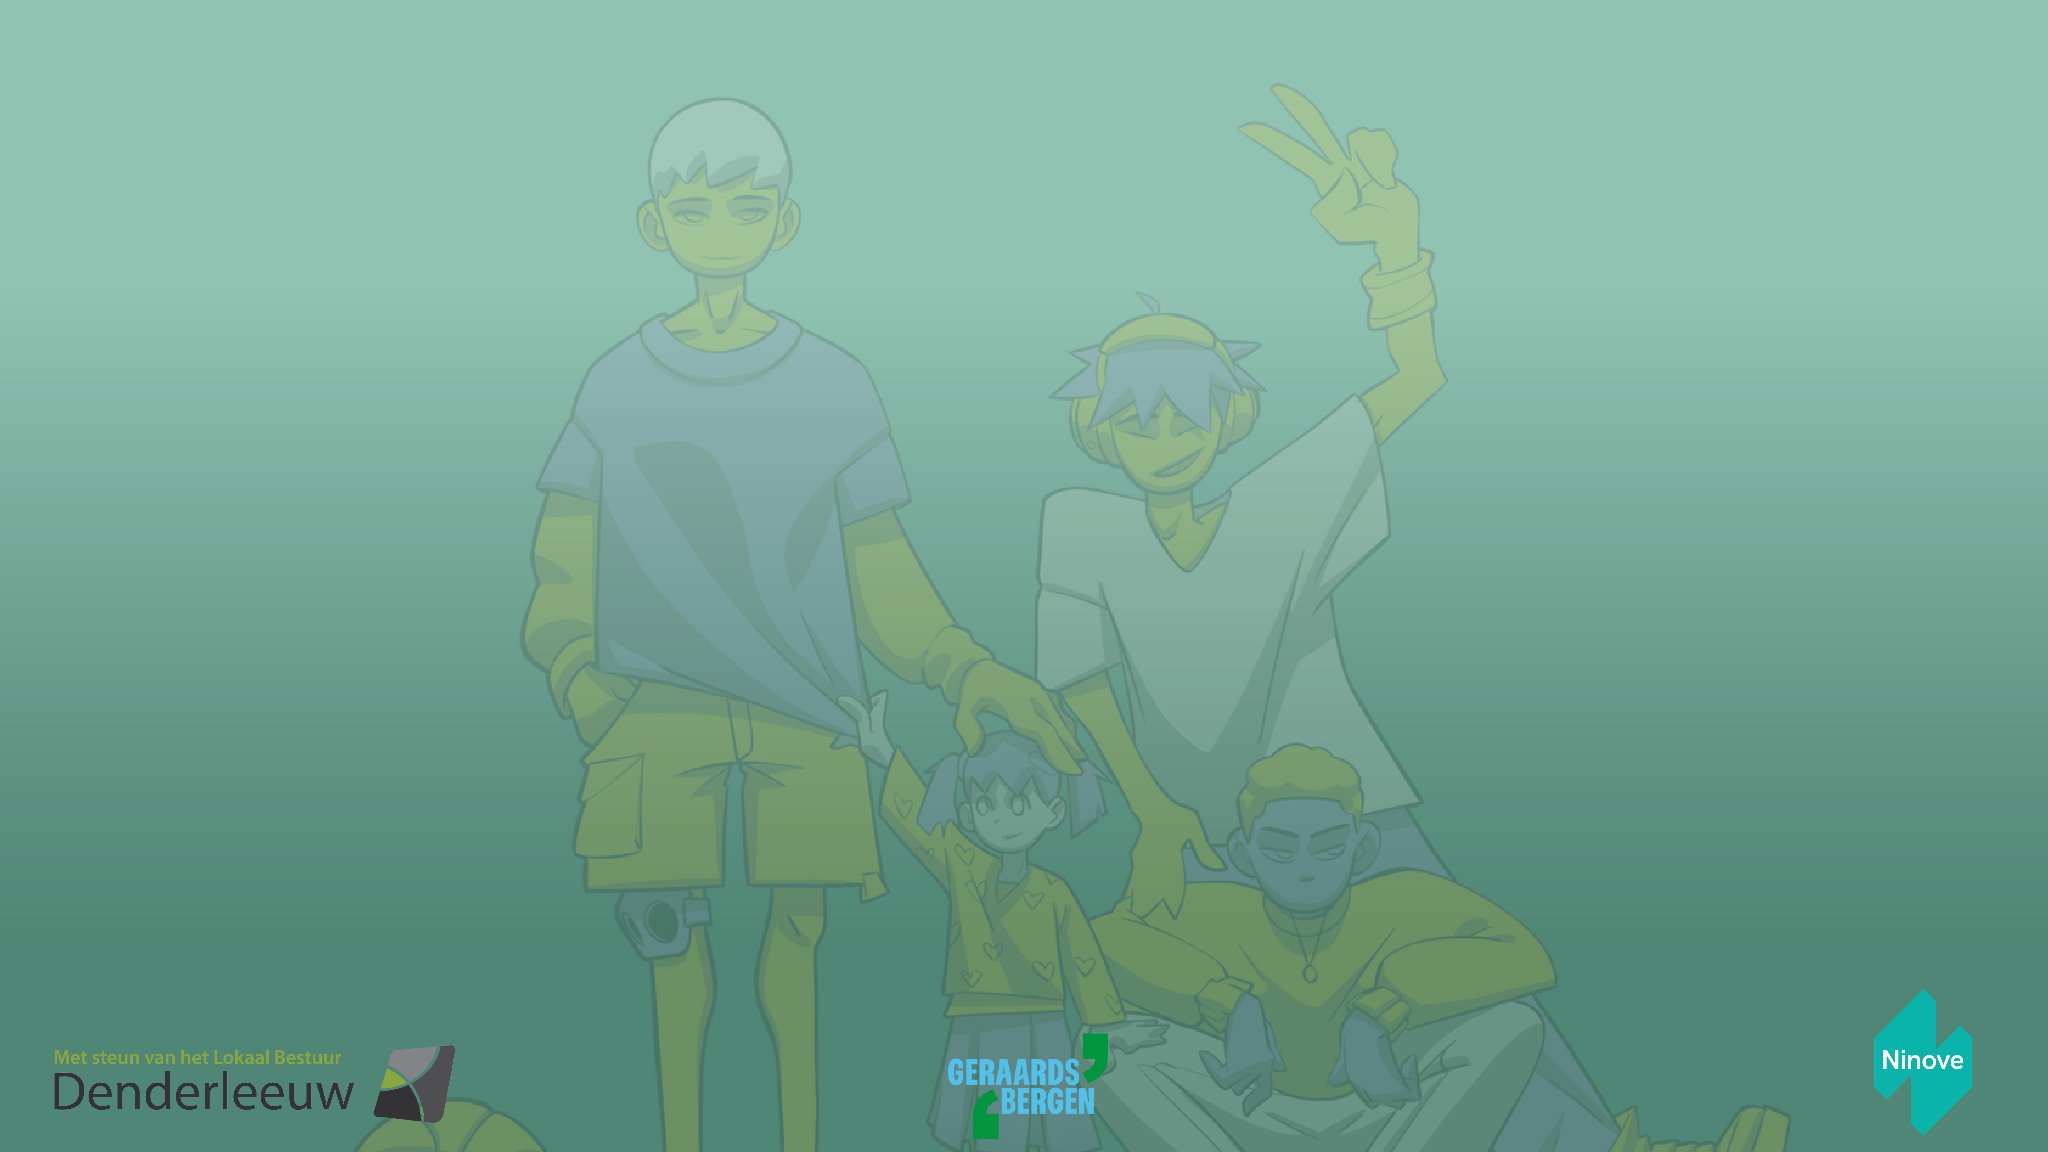 Met steun van het Lokaal Bestuur
Denderleeuw
GERAARDS
BERGEN
Ninove